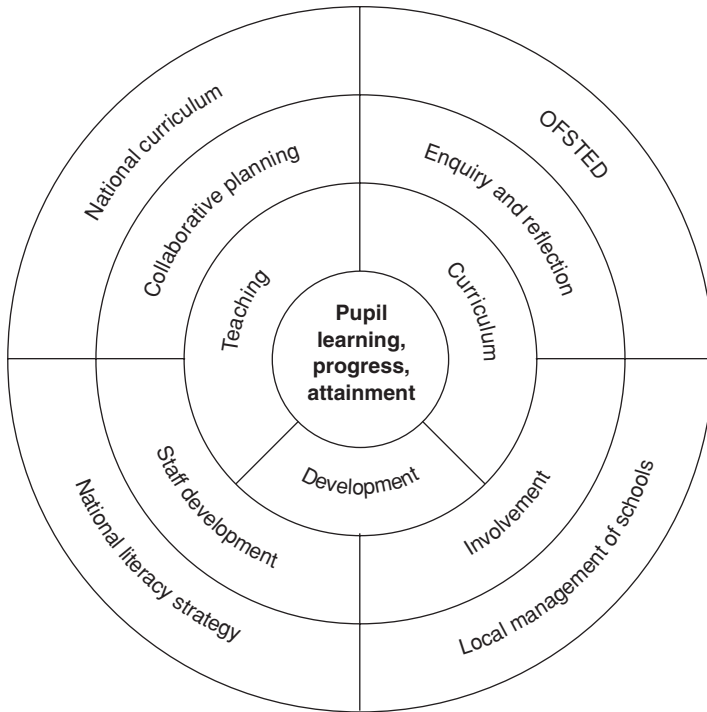 National curriculum
OFSTED
Collaborative planning
Enquiry and reflection
Teaching
Curriculum
Pupil
learning,
progress,
attainment
Development
Staff development
Involvement
National literacy strategy
Local management of schools